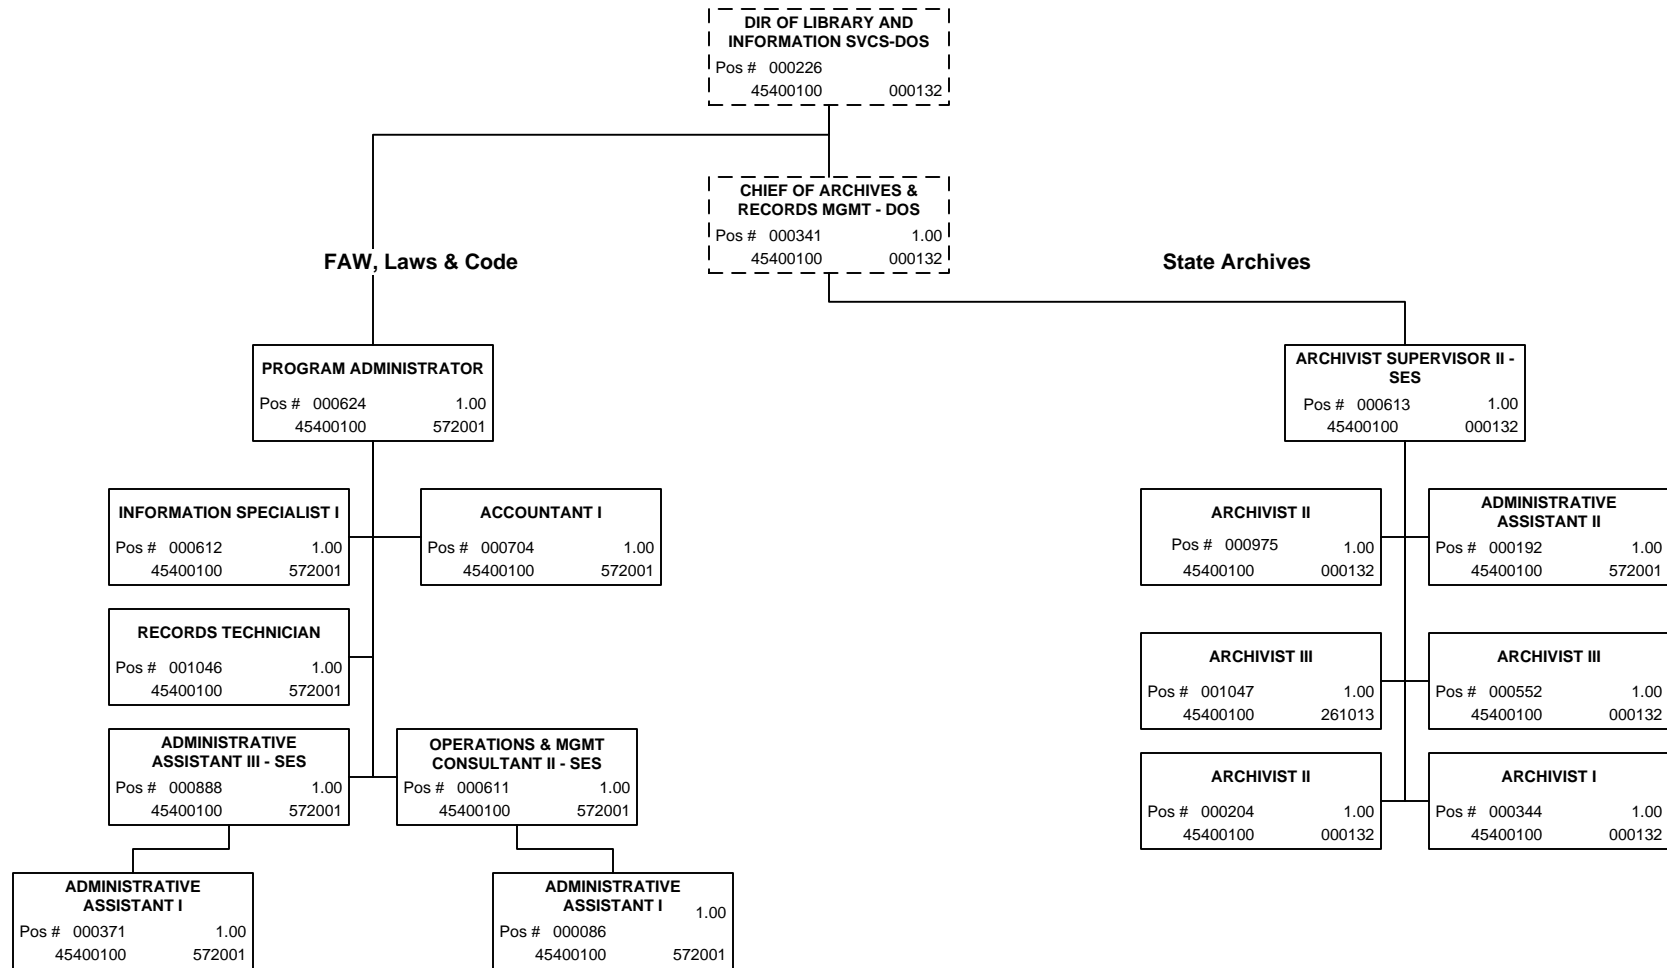 DIR OF LIBRARY AND
INFORMATION SVCS-DOS
Pos # 000226
45400100 000132
CHIEF OF ARCHIVES &
RECORDS MGMT - DOS
Pos # 000341 1.00
45400100 000132
FAW, Laws & Code
State Archives
PROGRAM ADMINISTRATOR
Pos # 000624 1.00
45400100 572001
ARCHIVIST SUPERVISOR II -
SES
Pos # 000613 1.00
45400100 000132
INFORMATION SPECIALIST I
Pos # 000612 1.00
45400100 572001
ACCOUNTANT I
Pos # 000704 1.00
45400100 572001
ARCHIVIST II
Pos # 000975 1.00
45400100 000132
ADMINISTRATIVE
ASSISTANT II
Pos # 000192 1.00
45400100 572001
RECORDS TECHNICIAN
Pos # 001046 1.00
45400100 572001
ARCHIVIST III
Pos # 001047 1.00
45400100 261013
ARCHIVIST III
Pos # 000552 1.00
45400100 000132
ADMINISTRATIVE
ASSISTANT III - SES
Pos # 000888 1.00
45400100 572001
OPERATIONS & MGMT
CONSULTANT II - SES
Pos # 000611 1.00
45400100 572001
ARCHIVIST II
Pos # 000204 1.00
45400100 000132
ARCHIVIST I
Pos # 000344 1.00
45400100 000132
ADMINISTRATIVE
ASSISTANT I
Pos # 000371 1.00
45400100 572001
ADMINISTRATIVE
ASSISTANT I 1.00
Pos # 000086
45400100 572001